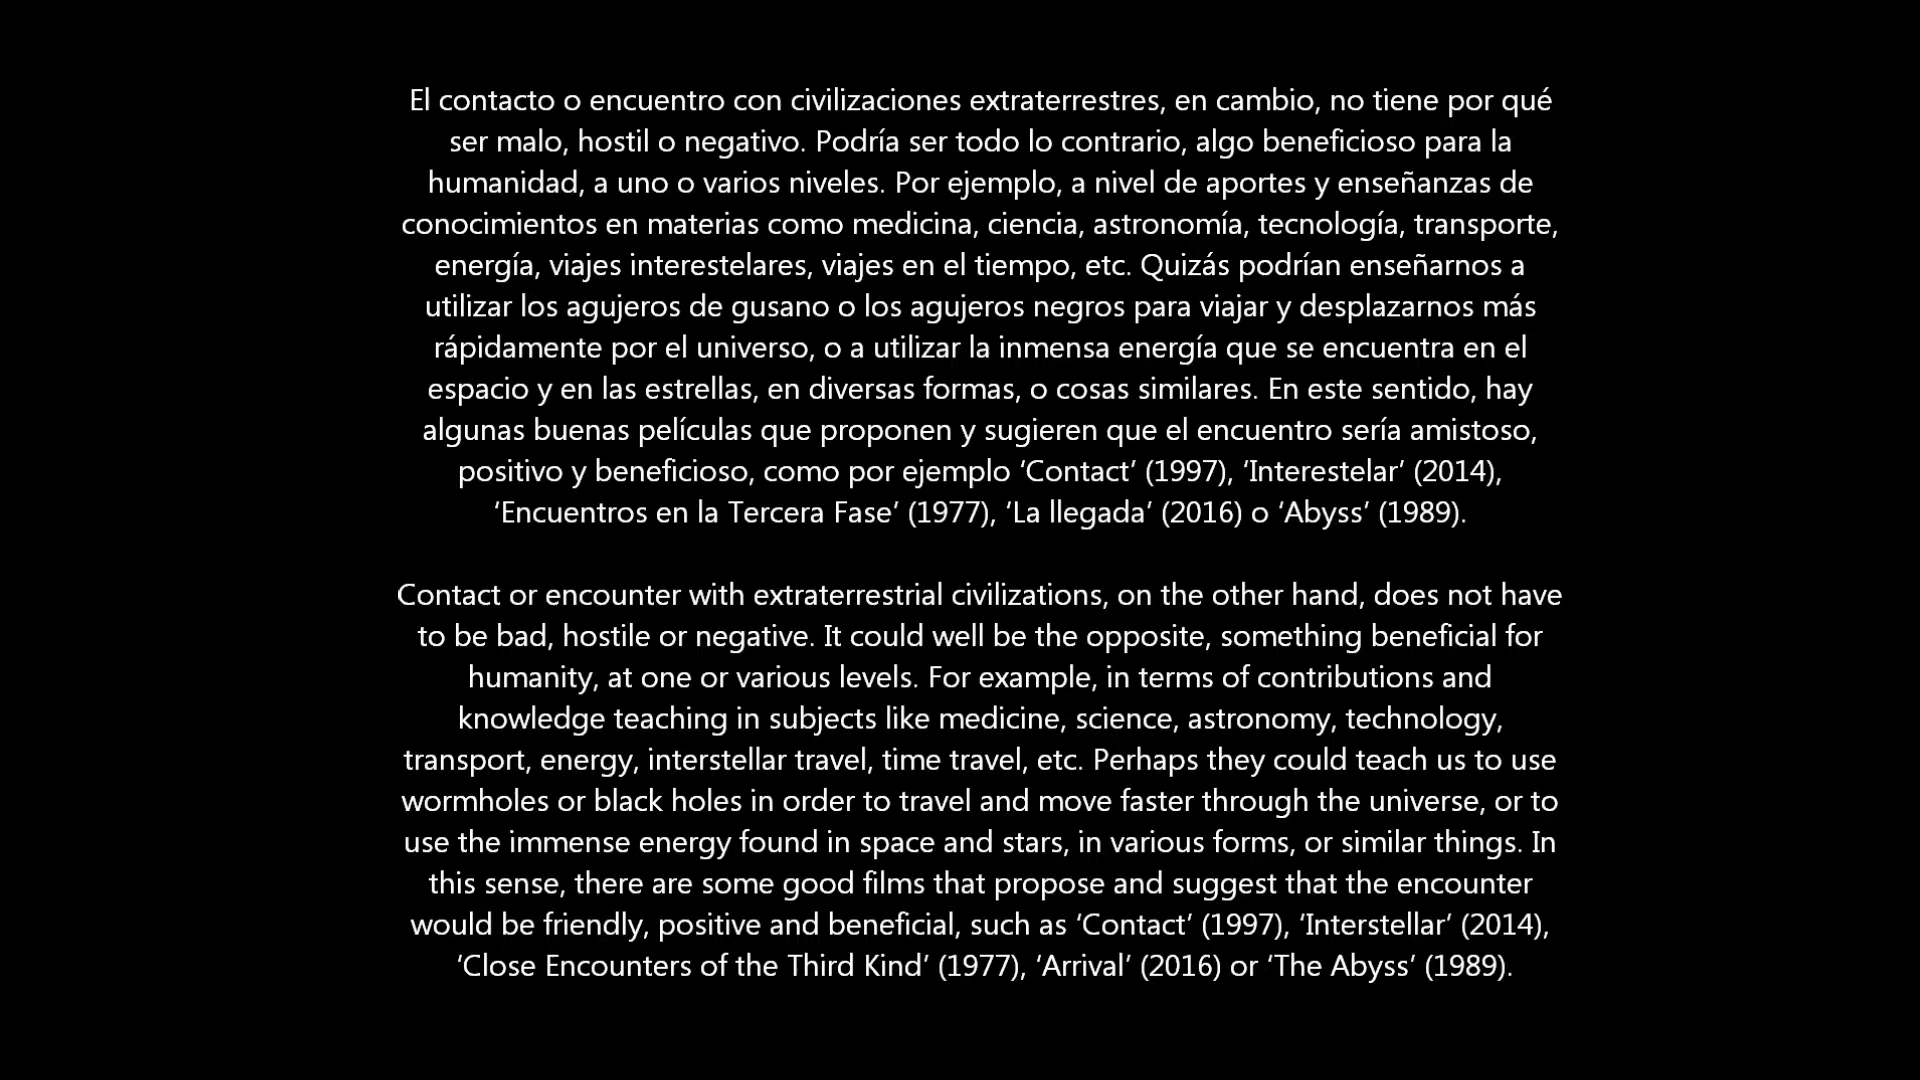 El contacto o encuentro con civilizaciones extraterrestres, en cambio, no tiene por qué
ser malo, hostil o negativo. Podría ser todo lo contrario, algo beneficioso para la
humanidad, a uno o varios niveles. Por ejemplo, a nivel de aportes y enseñanzas de
conocimientos en materias como medicina, ciencia, astronomía, tecnología, transporte,
energía, viajes interestelares, viajes en el tiempo, etc. Quizás podrían enseñarnos a
utilizar los agujeros de gusano o los agujeros negros para viajar y desplazarnos más
rápidamente por el universo, o a utilizar la inmensa energía que se encuentra en el
espacio y en las estrellas, en diversas formas, o cosas similares. En este sentido, hay
algunas buenas películas que proponen y sugieren que el encuentro sería amistoso,
positivo y beneficioso, como por ejemplo ‘Contact’ (1997), ‘Interestelar’ (2014),
‘Encuentros en la Tercera Fase’ (1977), ‘La llegada’ (2016) o ‘Abyss’ (1989).
Contact or encounter with extraterrestrial civilizations, on the other hand, does not have
to be bad, hostile or negative. It could well be the opposite, something beneficial for
humanity, at one or various levels. For example, in terms of contributions and
knowledge teaching in subjects like medicine, science, astronomy, technology,
transport, energy, interstellar travel, time travel, etc. Perhaps they could teach us to use
wormholes or black holes in order to travel and move faster through the universe, or to
use the immense energy found in space and stars, in various forms, or similar things. In
this sense, there are some good films that propose and suggest that the encounter
would be friendly, positive and beneficial, such as ‘Contact’ (1997), ‘Interstellar’ (2014),
‘Close Encounters of the Third Kind’ (1977), ‘Arrival’ (2016) or ‘The Abyss’ (1989).